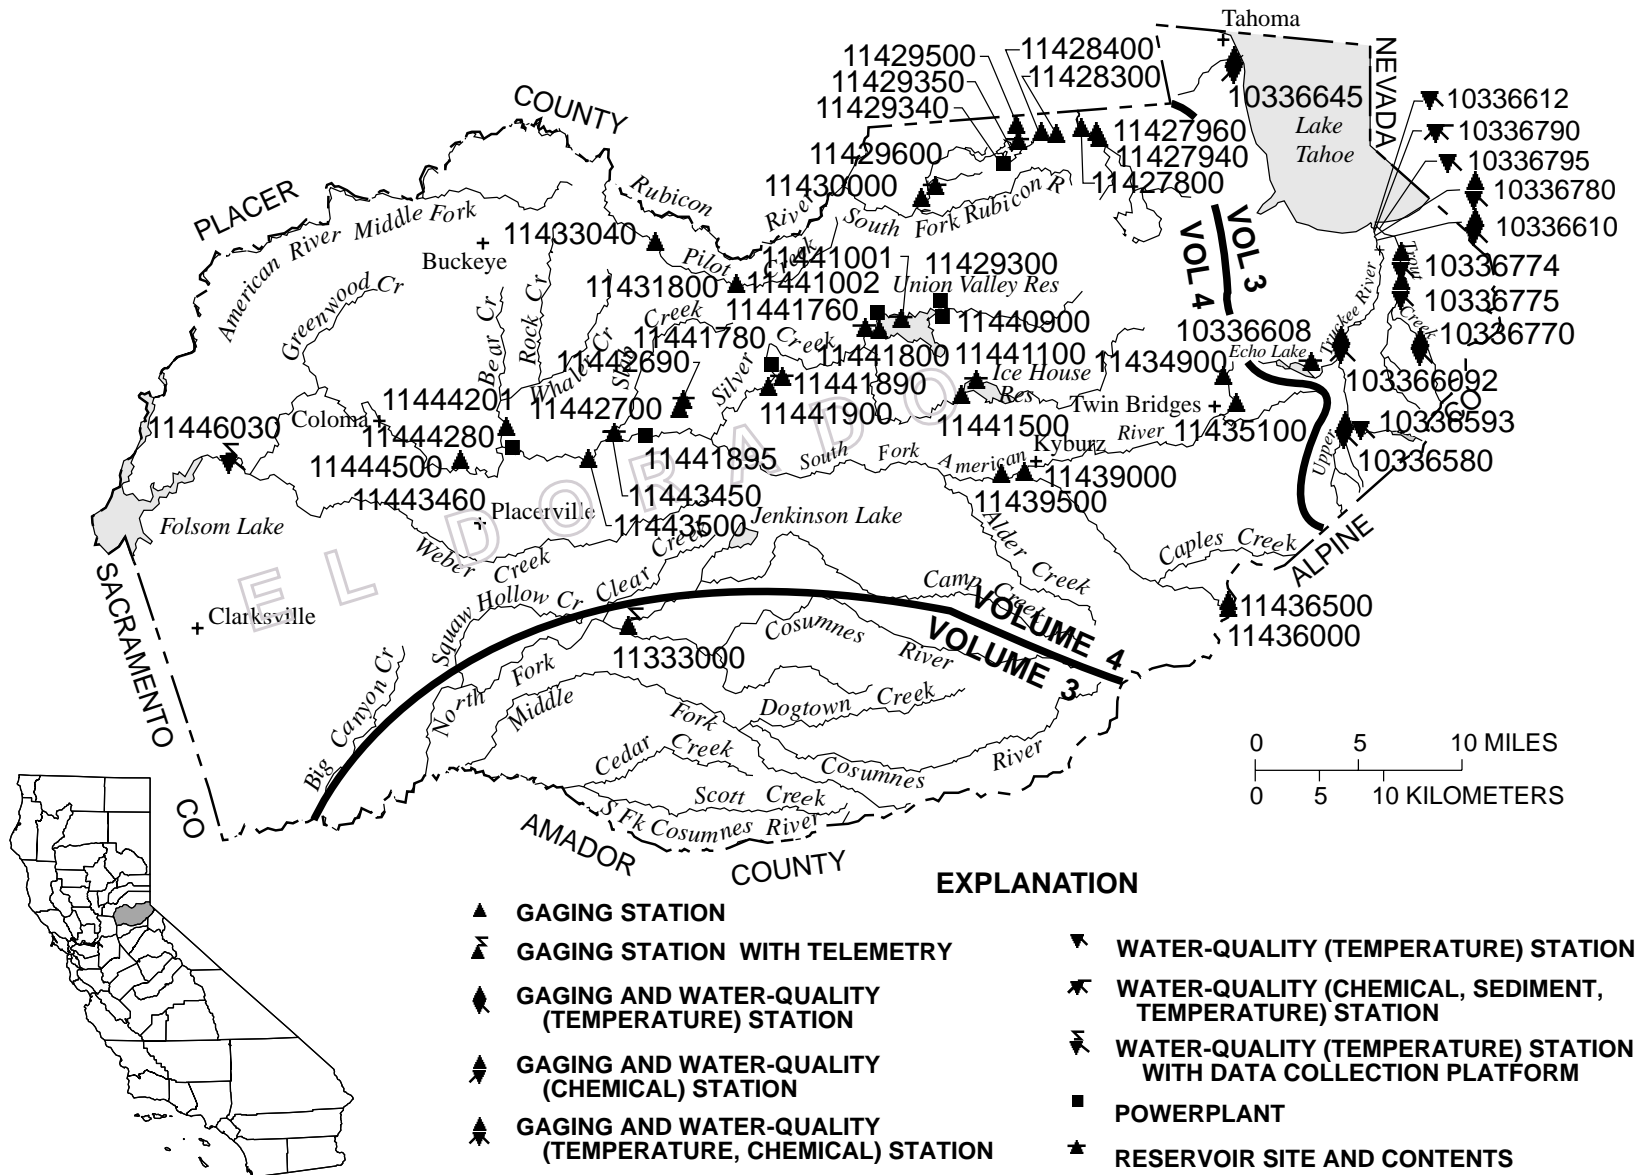 Tahoma
NEVADA
11429500
11428400
11429350
11428300
11429340
10336645
10336612
COUNTY
Lake
Tahoe
10336790
11427960
11429600
11427940
10336795
11430000
11427800
10336780
PLACER
Rubicon
River
South Fork Rubicon R
10336610
American River Middle Fork
Buckeye
11433040
Pilot Creek
VOL 4
VOL 3
11441001
11429300
Trout Creek
10336774
Greenwood Cr
11431800
11441002
Union Valley Res
10336775
Bear Cr
Rock Cr
11441760
11440900
Upper Truckee River
Creek
11441780
Silver Creek
10336608
10336770
Whaler Cr
Slab
11442690
11441800
11441100
11434900
Echo Lake
11444201
11442700
11441890
Ice House
Res
103366092
CO
Coloma
11441900
Twin Bridges
11446030
11444280
11441500
11435100
10336593
11444500
11441895
Kyburz
10336580
South Fork American River
11443460
11443450
11439000
11439500
Placerville
11443500
Folsom Lake
Jenkinson Lake
EL DORADO
Alder Creek
Caples Creek
ALPINE
Weber Creek
SACRAMENTO CO
Clear Creek
Camp Creek
Squaw Hollow Cr
Clarksville
11436500
11436000
VOLUME 4
VOLUME 3
11333000
Cosumnes River
Big Canyon Cr
North Fork
Middle Fork
Dogtown Creek
Cedar Creek
Cosumnes River
Scott Creek
S Fk Cosumnes River
AMADOR COUNTY
0 5 10 MILES
0 5 10 KILOMETERS
EXPLANATION
GAGING STATION
GAGING STATION WITH TELEMETRY
GAGING AND WATER-QUALITY
(TEMPERATURE) STATION
GAGING AND WATER-QUALITY
(CHEMICAL) STATION
GAGING AND WATER-QUALITY
(TEMPERATURE, CHEMICAL) STATION
WATER-QUALITY (TEMPERATURE) STATION
WATER-QUALITY (CHEMICAL, SEDIMENT,
TEMPERATURE) STATION
WATER-QUALITY (TEMPERATURE) STATION
WITH DATA COLLECTION PLATFORM
POWERPLANT
RESERVOIR SITE AND CONTENTS